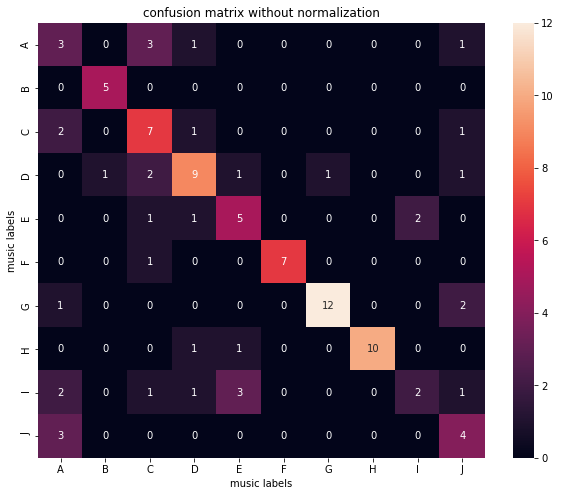 confusion matrix without normalization
music labels
A 3 0 3 1 0 0 0 0 0 1
B 0 5 0 0 0 0 0 0 0 0
C 2 0 7 1 0 0 0 0 0 1
D 0 1 2 9 1 0 1 0 0 1
E 0 0 1 1 5 0 0 0 2 0
F 0 0 1 0 0 7 0 0 0 0
G 1 0 0 0 0 0 12 0 0 2
H 0 0 0 1 1 0 0 10 0 0
I 2 0 1 1 3 0 0 0 2 1
J 3 0 0 0 0 0 0 0 0 4
A B C D E F G H I J
music labels
12
10
8
6
4
2
0